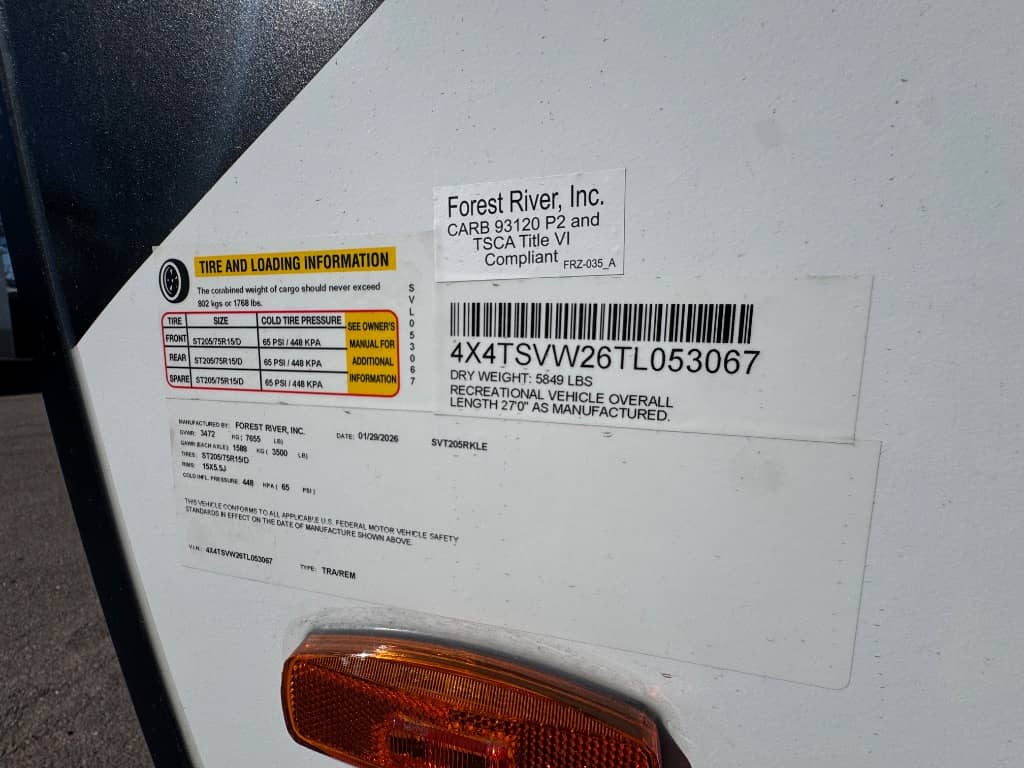 Forest River, Inc.
CARB 93120 P2 and
TSCA Title VI
Compliant FRZ-035_A
TIRE AND LOADING INFORMATION
The combined weight of cargo should never exceed
802 kgs or 1768 lbs.
TIRE SIZE COLD TIRE PRESSURE
FRONT ST205/75R15/D 65 PSI / 448 KPA
REAR ST205/75R15/D 65 PSI / 448 KPA
SPARE ST205/75R15/D 65 PSI / 448 KPA
SEE OWNER'S
MANUAL FOR
ADDITIONAL
INFORMATION
SVL053067
4X4TSVW26TL053067
DRY WEIGHT: 5849 LBS
RECREATIONAL VEHICLE OVERALL
LENGTH 27'0" AS MANUFACTURED.
MANUFACTURED BY: FOREST RIVER, INC. DATE: 01/29/2026 SVT205RKLE
GVWR: 3472 KG ( 7655 LB)
GAWR (EACH AXLE) 1588 KG ( 3500 LB)
TIRES: ST205/75R15/D
RIMS: 15X5.5J
COLD INFL. PRESSURE: 448 KPA ( 65 PSI )
THIS VEHICLE CONFORMS TO ALL APPLICABLE U.S. FEDERAL MOTOR VEHICLE SAFETY
STANDARDS IN EFFECT ON THE DATE OF MANUFACTURE SHOWN ABOVE.
V.I.N.: 4X4TSVW26TL053067 TYPE: TRA/REM